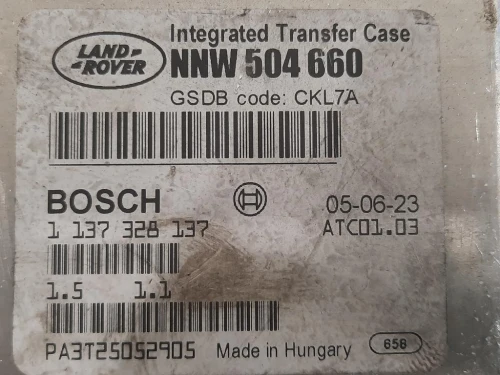 LAND-
-ROVER
Integrated Transfer Case
NNW 504 660
GSDB code: CKL7A
BOSCH
05-06-23
1 137 328 137
ATC01.03
1.5 1.1
PA3T25052905
Made in Hungary
656